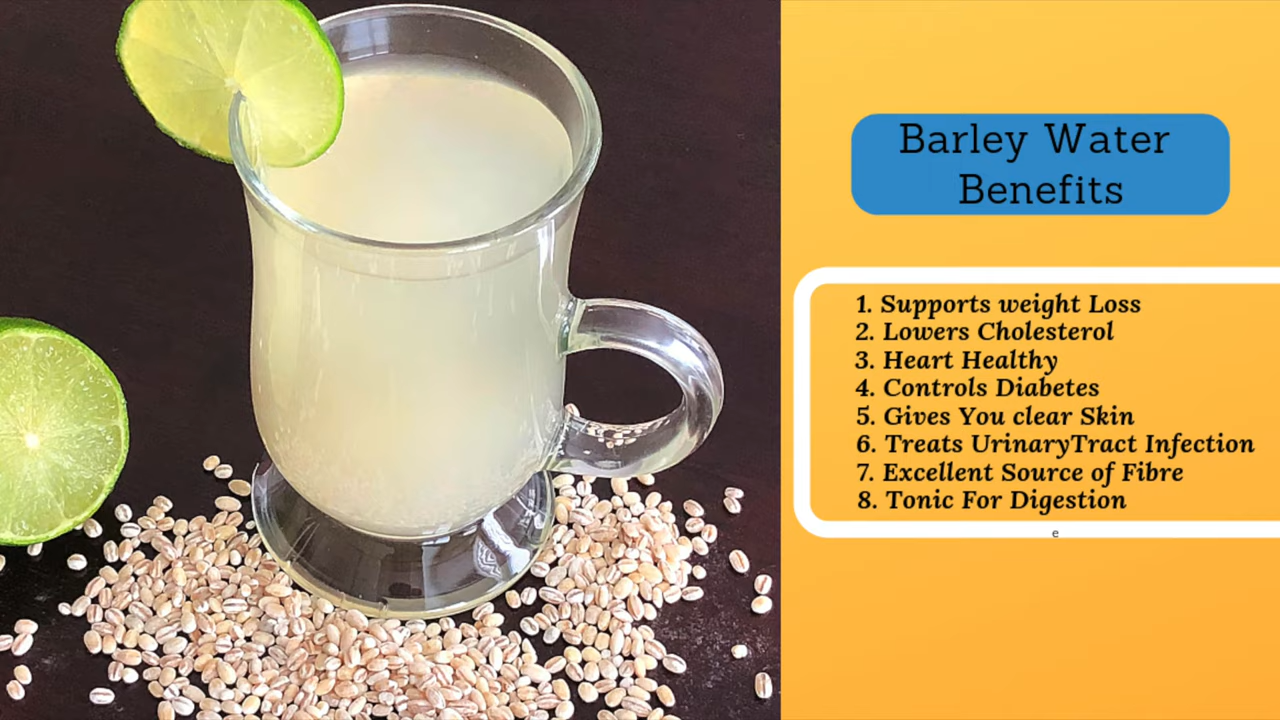 Barley Water
Benefits
1. Supports weight Loss
2. Lowers Cholesterol
3. Heart Healthy
4. Controls Diabetes
5. Gives You clear Skin
6. Treats UrinaryTract Infection
7. Excellent Source of Fibre
8. Tonic For Digestion
e